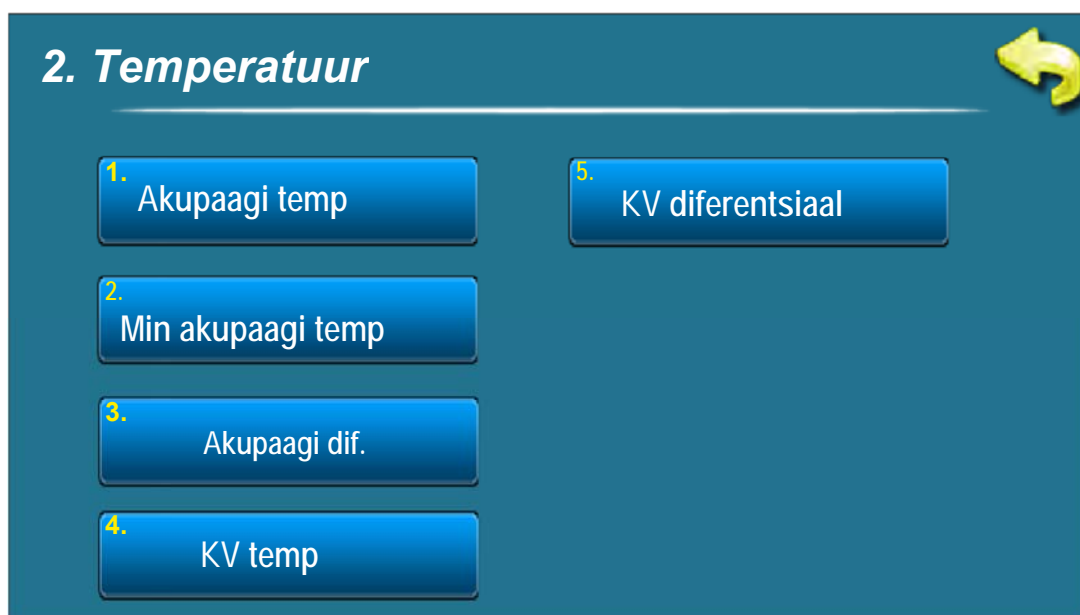 2. Temperatuur
1.
Akupaagi temp
2.
Min akupaagi temp
3.
Akupaagi dif.
4.
KV temp
5.
KV diferentsiaal